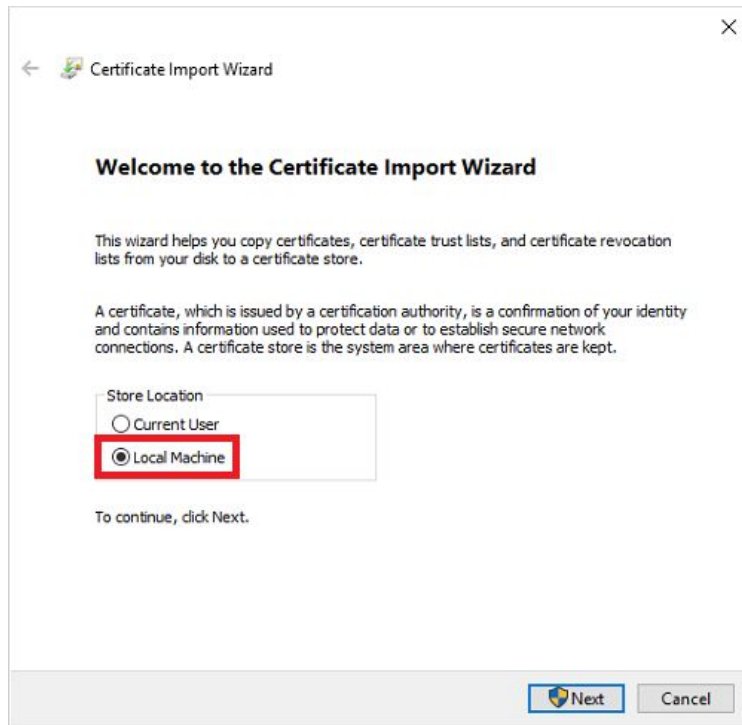 Certificate Import Wizard
Welcome to the Certificate Import Wizard
This wizard helps you copy certificates, certificate trust lists, and certificate revocation
lists from your disk to a certificate store.
A certificate, which is issued by a certification authority, is a confirmation of your identity
and contains information used to protect data or to establish secure network
connections. A certificate store is the system area where certificates are kept.
Store Location
Current User
Local Machine
To continue, click Next.
Next
Cancel